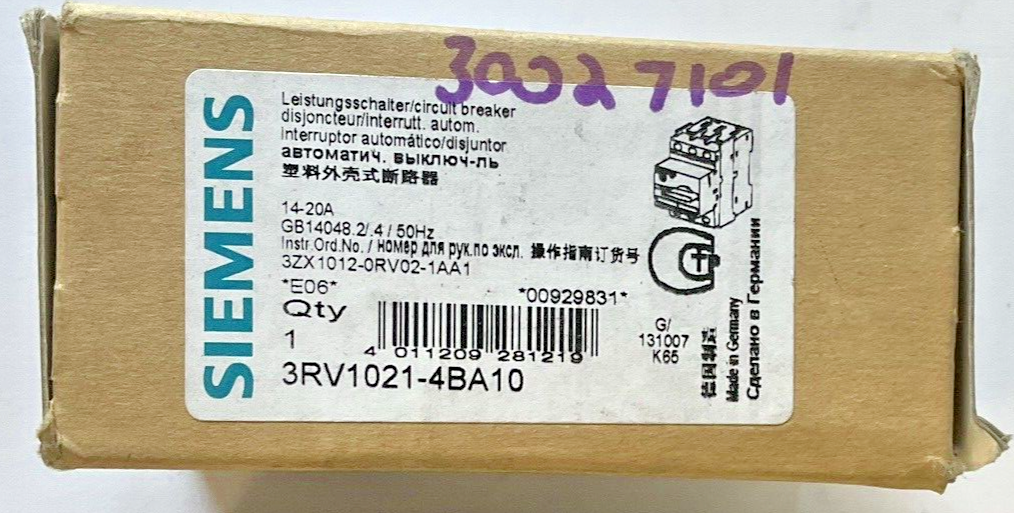 30027101
SIEMENS
Leistungsschalter/circuit breaker
disjoncteur/interrutt. autom.
interruptor automático/disjuntor
автоматич. выключ-ль
塑料外壳式断路器
14-20A
GB14048.2/.4 / 50Hz
Instr.Ord.No. / номер для рук.по эксл. 操作指南订货号
3ZX1012-0RV02-1AA1
*E06*
*00929831*
Qty
1
4 011209 281219
3RV1021-4BA10
G/
131007
K65
德国制造
Made in Germany
Сделано в Германии